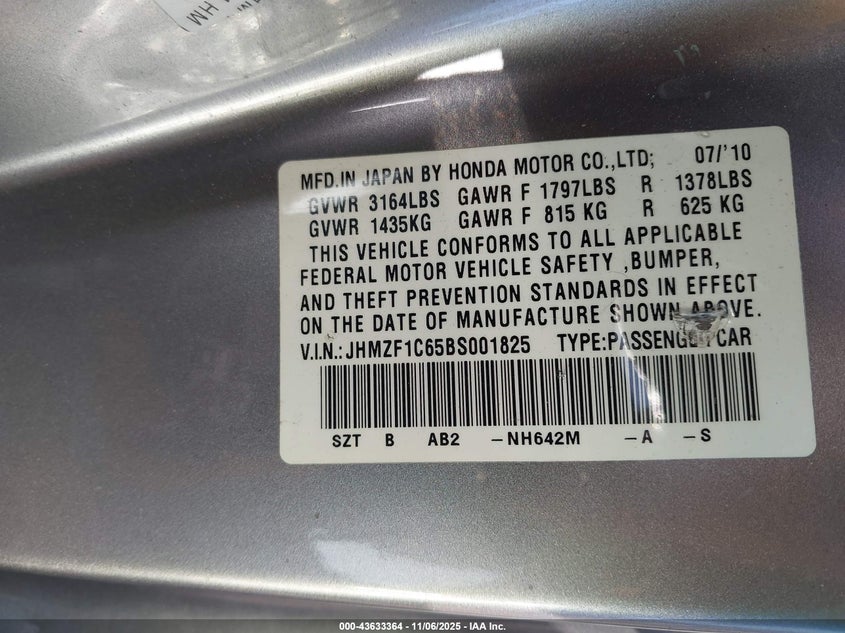 HM
MFD.IN JAPAN BY HONDA MOTOR CO.,LTD; 07/'10
GVWR 3164LBS GAWR F 1797LBS R 1378LBS
GVWR 1435KG GAWR F 815 KG R 625 KG
THIS VEHICLE CONFORMS TO ALL APPLICABLE
FEDERAL MOTOR VEHICLE SAFETY ,BUMPER,
AND THEFT PREVENTION STANDARDS IN EFFECT
ON THE DATE OF MANUFACTURE SHOWN ABOVE.
V.I.N.: JHMZF1C65BS001825 TYPE:PASSENGER CAR
SZT B AB2 -NH642M -A -S
000-43633364 - 11/06/2025 - IAA Inc.